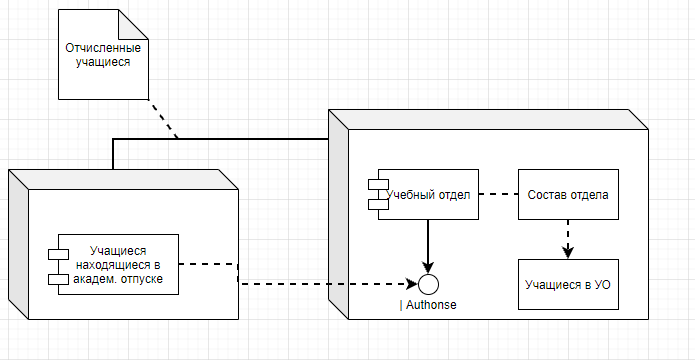 Отчисленные
учащиеся
Учебный отдел
Состав отдела
Учащиеся
находящиеся в
академ. отпуске
Учащиеся в УО
| Authonse